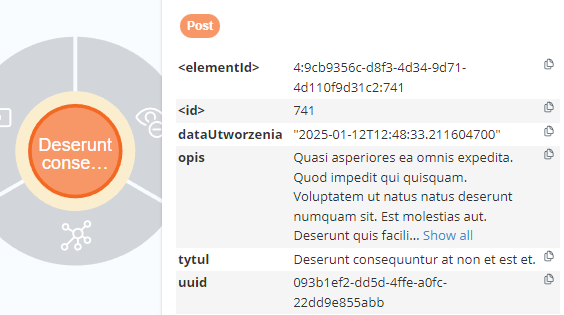 Post
Deserunt
conse…
<elementId> 4:9cb9356c-d8f3-4d34-9d71-
4d110f9d31c2:741
<id> 741
dataUtworzenia "2025-01-12T12:48:33.211604700"
opis Quasi asperiores ea omnis expedita.
Quod impedit qui quisquam.
Voluptatem ut natus natus deserunt
numquam sit. Est molestias aut.
Deserunt quis facili... Show all
tytul Deserunt consequuntur at non et est et.
uuid 093b1ef2-dd5d-4ffe-a0fc-
22dd9e855abb